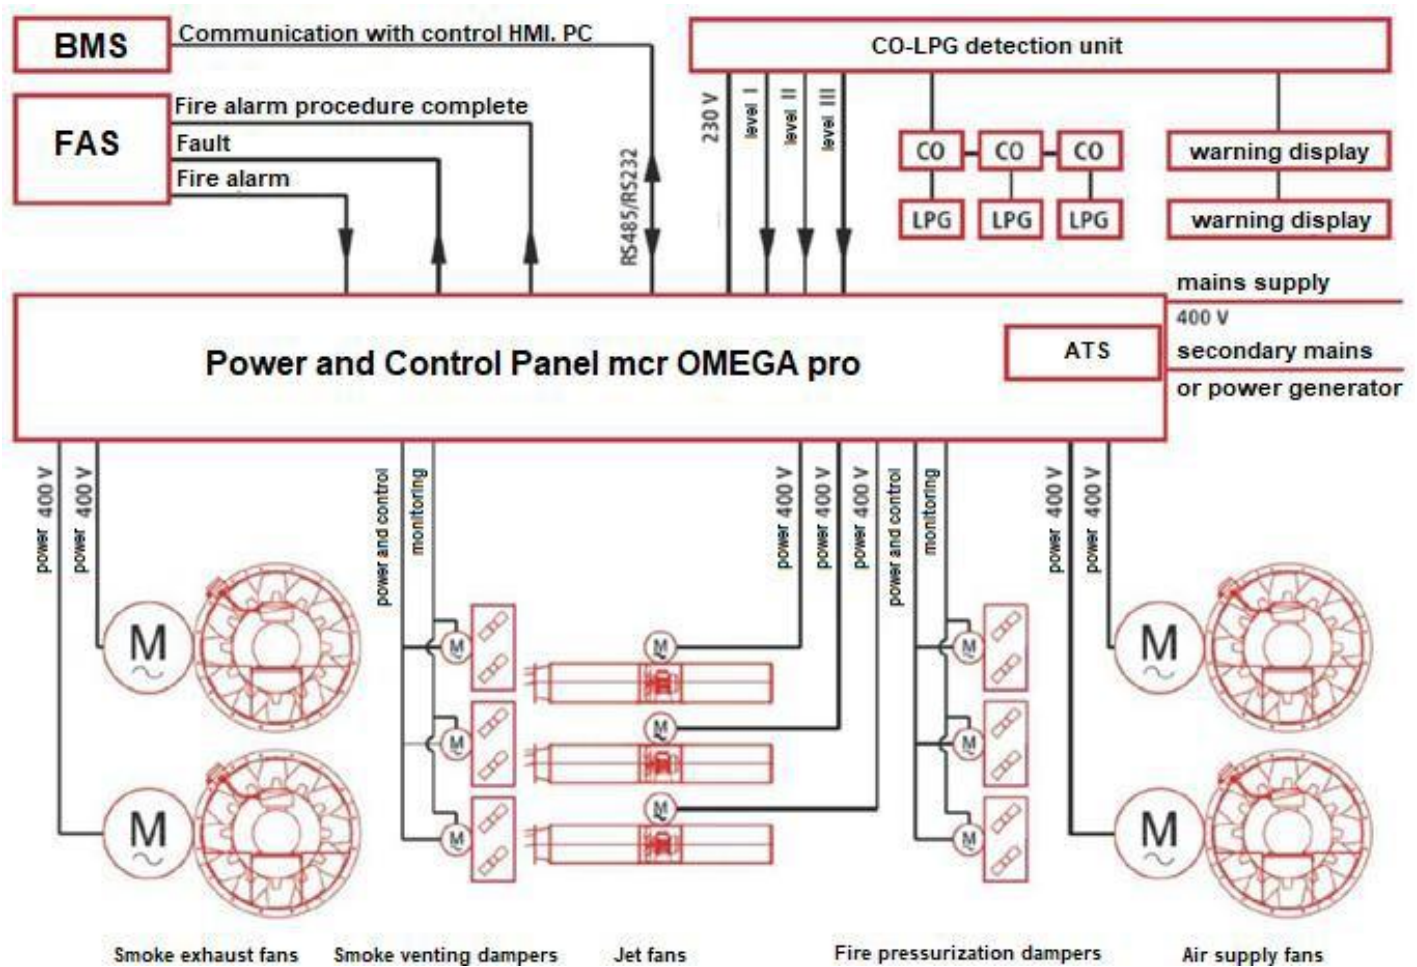 BMS
Communication with control HMI. PC
CO-LPG detection unit
FAS
Fire alarm procedure complete
Fault
Fire alarm
RS485/RS232
230 V
level I
level II
level III
CO
CO
CO
LPG
LPG
LPG
warning display
warning display
Power and Control Panel mcr OMEGA pro
ATS
mains supply
400 V
secondary mains
or power generator
power 400 V
power 400 V
power and control
monitoring
power 400 V
power 400 V
power 400 V
power and control
monitoring
power 400 V
power 400 V
M
M
M
M
M
M
M
M
M
M
M
M
M
Smoke exhaust fans
Smoke venting dampers
Jet fans
Fire pressurization dampers
Air supply fans